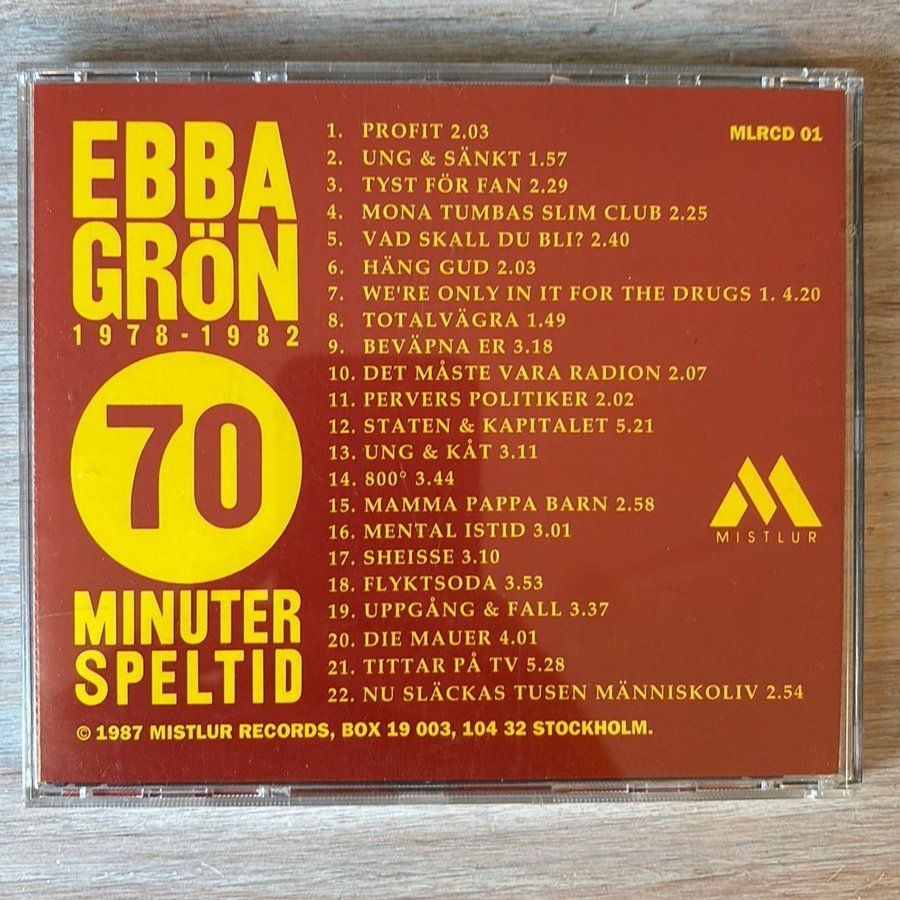 EBBA
GRÖN
1978-1982
70
MINUTER
SPELTID
1. PROFIT 2.03
2. UNG & SÄNKT 1.57
3. TYST FÖR FAN 2.29
4. MONA TUMBAS SLIM CLUB 2.25
5. VAD SKALL DU BLI? 2.40
6. HÄNG GUD 2.03
7. WE'RE ONLY IN IT FOR THE DRUGS 1. 4.20
8. TOTALVÄGRA 1.49
9. BEVÄPNA ER 3.18
10. DET MÅSTE VARA RADION 2.07
11. PERVERS POLITIKER 2.02
12. STATEN & KAPITALET 5.21
13. UNG & KÅT 3.11
14. 800° 3.44
15. MAMMA PAPPA BARN 2.58
16. MENTAL ISTID 3.01
17. SHEISSE 3.10
18. FLYKTSODA 3.53
19. UPPGÅNG & FALL 3.37
20. DIE MAUER 4.01
21. TITTAR PÅ TV 5.28
22. NU SLÄCKAS TUSEN MÄNNISKOLIV 2.54
MLRCD 01
MISTLUR
© 1987 MISTLUR RECORDS, BOX 19 003, 104 32 STOCKHOLM.